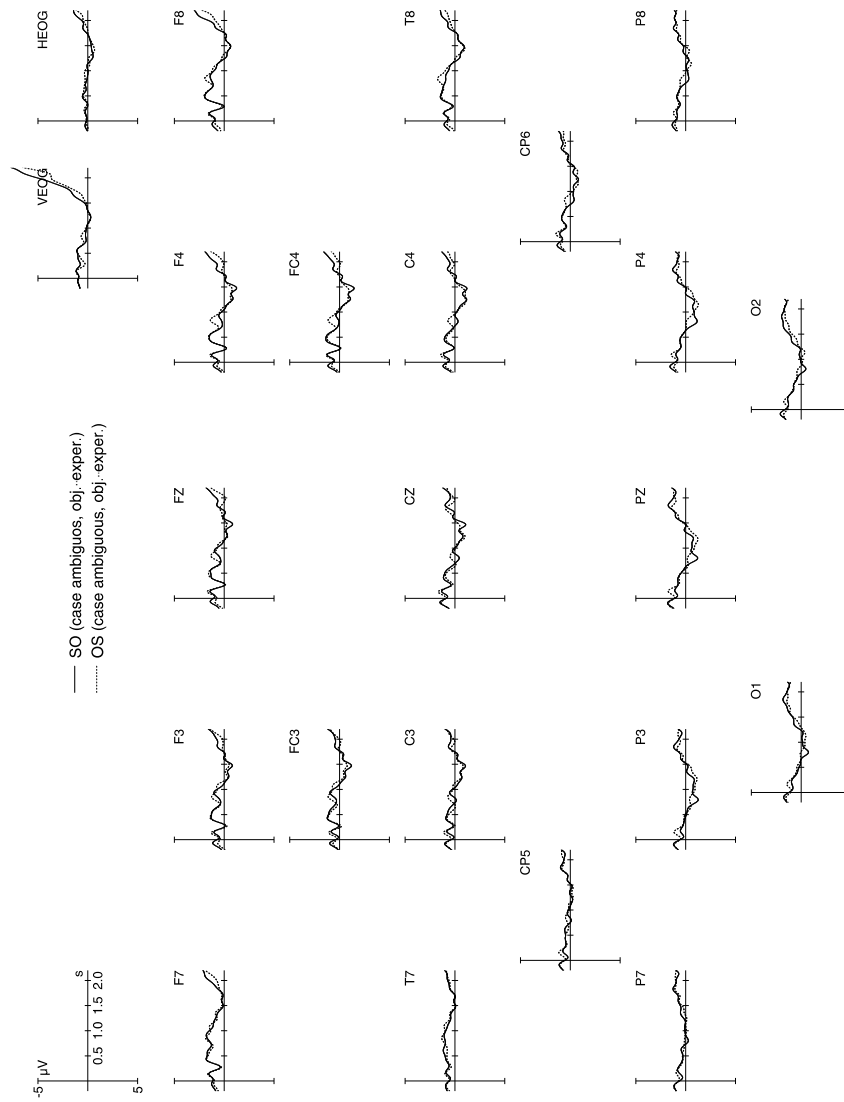 HEOG
VEOG
F8
T8
P8
CP6
F4
FC4
C4
P4
O2
SO (case ambiguos, obj.-exper.)
OS (case ambiguous, obj.-exper.)
FZ
CZ
PZ
F3
FC3
C3
P3
O1
CP5
F7
T7
P7
-5
µV
5
0.5 1.0 1.5 2.0
s